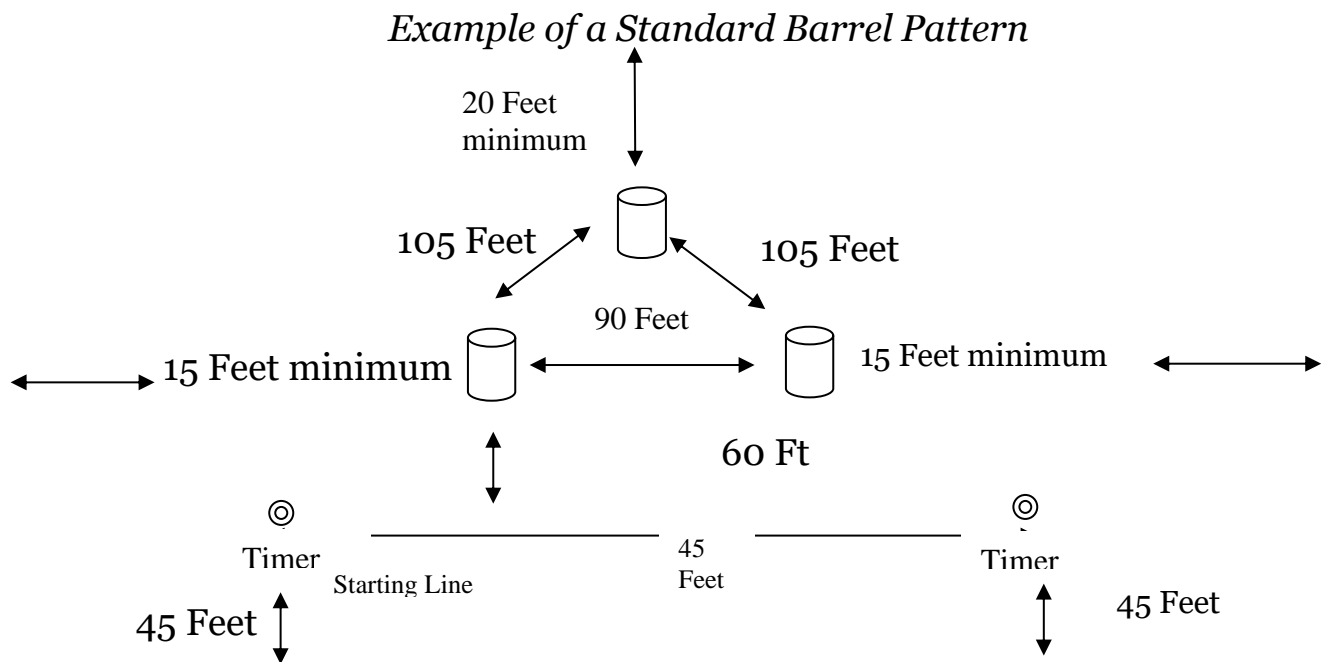 Example of a Standard Barrel Pattern
20 Feet
minimum
105 Feet
105 Feet
90 Feet
15 Feet minimum
15 Feet minimum
60 Ft
Timer
45
Feet
Timer
Starting Line
45 Feet
45 Feet